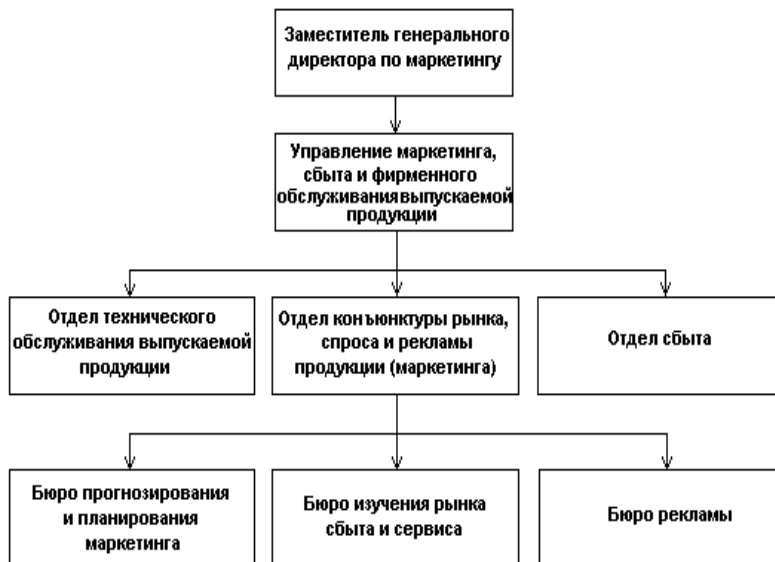 Заместитель генерального
директора по маркетингу
Управление маркетинга,
сбыта и фирменного
обслуживания выпускаемой
продукции
Отдел технического
обслуживания выпускаемой
продукции
Отдел конъюнктуры рынка,
спроса и рекламы
продукции (маркетинга)
Отдел сбыта
Бюро прогнозирования
и планирования
маркетинга
Бюро изучения рынка
сбыта и сервиса
Бюро рекламы